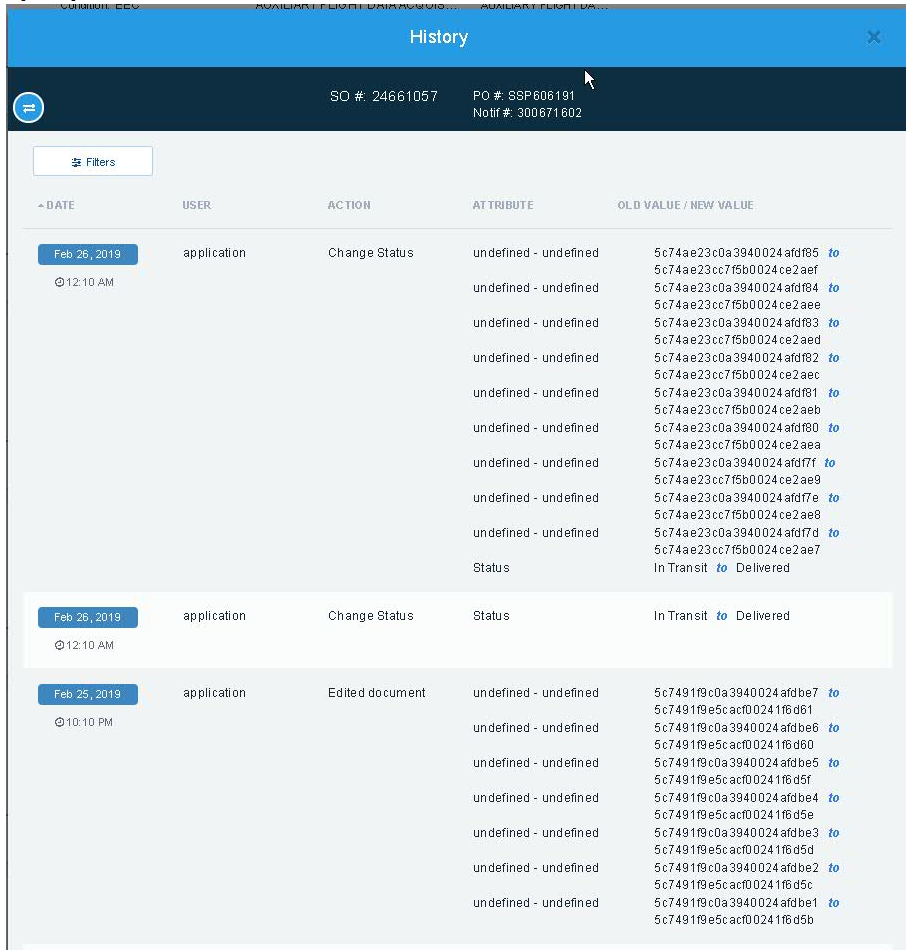 Condition: EEC AUXILIARY FLIGHT DATA ACQUIS... AUXILIARY FLIGHT DA...
History
SO #: 24661057
PO #: SSP606191
Notif #: 300671602
Filters
DATE USER ACTION ATTRIBUTE OLD VALUE / NEW VALUE
Feb 26, 2019 application Change Status undefined - undefined 5c74ae23c0a3940024afdf85 to
5c74ae23cc7f5b0024ce2aef
12:10 AM
undefined - undefined 5c74ae23c0a3940024afdf84 to
5c74ae23cc7f5b0024ce2aee
undefined - undefined 5c74ae23c0a3940024afdf83 to
5c74ae23cc7f5b0024ce2aed
undefined - undefined 5c74ae23c0a3940024afdf82 to
5c74ae23cc7f5b0024ce2aec
undefined - undefined 5c74ae23c0a3940024afdf81 to
5c74ae23cc7f5b0024ce2aeb
undefined - undefined 5c74ae23c0a3940024afdf80 to
5c74ae23cc7f5b0024ce2aea
undefined - undefined 5c74ae23c0a3940024afdf7f to
5c74ae23cc7f5b0024ce2ae9
undefined - undefined 5c74ae23c0a3940024afdf7e to
5c74ae23cc7f5b0024ce2ae8
undefined - undefined 5c74ae23c0a3940024afdf7d to
5c74ae23cc7f5b0024ce2ae7
Status In Transit to Delivered
Feb 26, 2019 application Change Status Status In Transit to Delivered
12:10 AM
Feb 25, 2019 application Edited document undefined - undefined 5c7491f9c0a3940024afdbe7 to
5c7491f9e5cacf00241f6d61
10:10 PM
undefined - undefined 5c7491f9c0a3940024afdbe6 to
5c7491f9e5cacf00241f6d60
undefined - undefined 5c7491f9c0a3940024afdbe5 to
5c7491f9e5cacf00241f6d5f
undefined - undefined 5c7491f9c0a3940024afdbe4 to
5c7491f9e5cacf00241f6d5e
undefined - undefined 5c7491f9c0a3940024afdbe3 to
5c7491f9e5cacf00241f6d5d
undefined - undefined 5c7491f9c0a3940024afdbe2 to
5c7491f9e5cacf00241f6d5c
undefined - undefined 5c7491f9c0a3940024afdbe1 to
5c7491f9e5cacf00241f6d5b